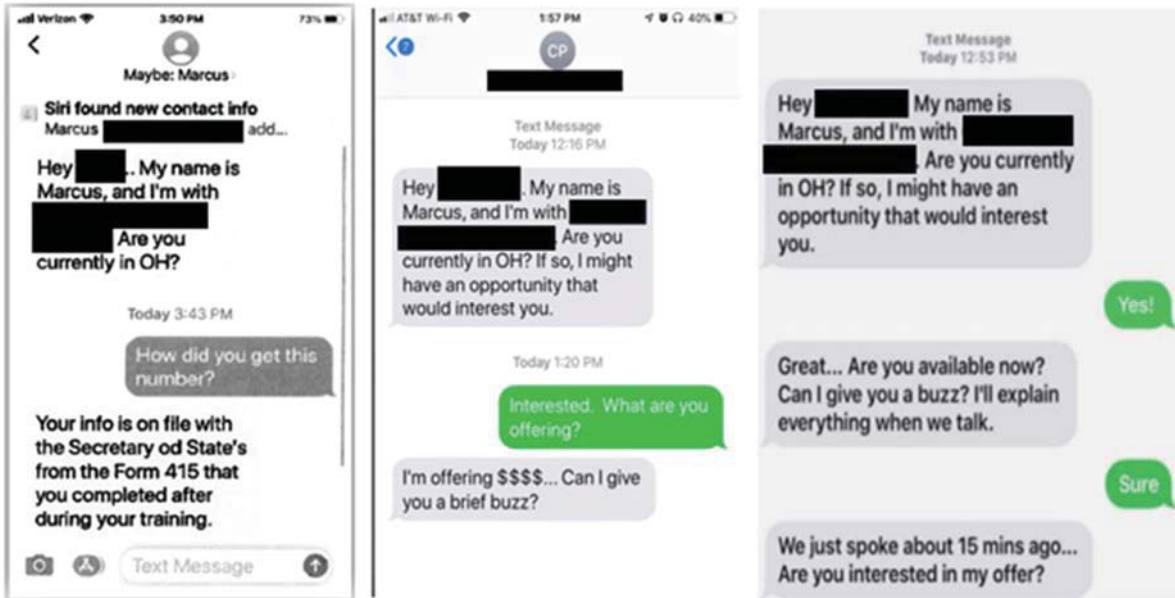 Verizon
3:50 PM
73%
Maybe: Marcus
Siri found new contact info
Marcus add...
Hey .. My name is
Marcus, and I'm with
Are you
currently in OH?
Today 3:43 PM
How did you get this
number?
Your info is on file with
the Secretary od State's
from the Form 415 that
you completed after
during your training.
Text Message
AT&T Wi-Fi
1:57 PM
40%
7
CP
Text Message
Today 12:16 PM
Hey . My name is
Marcus, and I'm with
. Are you
currently in OH? If so, I might
have an opportunity that
would interest you.
Today 1:20 PM
Interested. What are you
offering?
I'm offering $$$$... Can I give
you a brief buzz?
Text Message
Today 12:53 PM
Hey My name is
Marcus, and I'm with
. Are you currently
in OH? If so, I might have an
opportunity that would interest
you.
Yes!
Great... Are you available now?
Can I give you a buzz? I'll explain
everything when we talk.
Sure
We just spoke about 15 mins ago...
Are you interested in my offer?